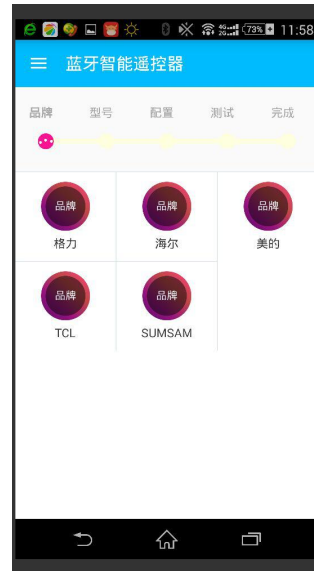 73% 11:58
蓝牙智能遥控器
品牌 型号 配置 测试 完成
品牌 品牌 品牌
格力 海尔 美的
品牌 品牌
TCL SUMSAM